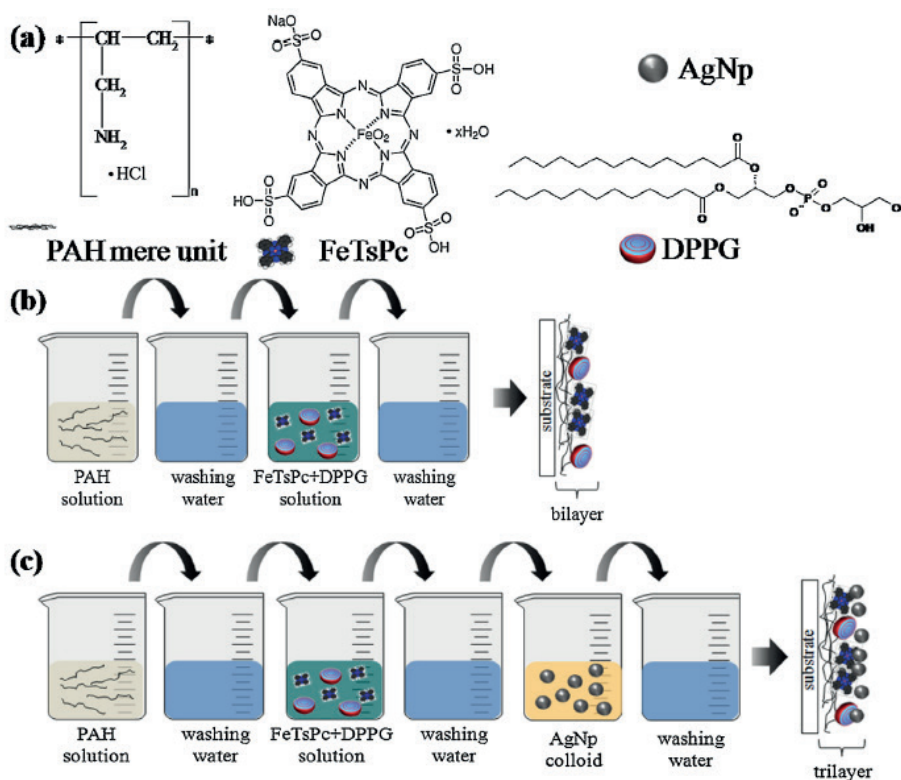 (a)
* CH CH₂ *
CH₂
NH₂
•HCl
n
NaO
O
S
O
O
S OH
O
N
N N
N FeO₂ N
N N
N
• xH₂O
O
HO S
O
O
S O
OH
AgNp
O
O
O
O
O
P
O
O⁻
O
OH
O
PAH mere unit
FeTsPc
DPPG
(b)
PAH
solution
washing
water
FeTsPc+DPPG
solution
washing
water
substrate
bilayer
(c)
PAH
solution
washing
water
FeTsPc+DPPG
solution
washing
water
AgNp
colloid
washing
water
substrate
trilayer